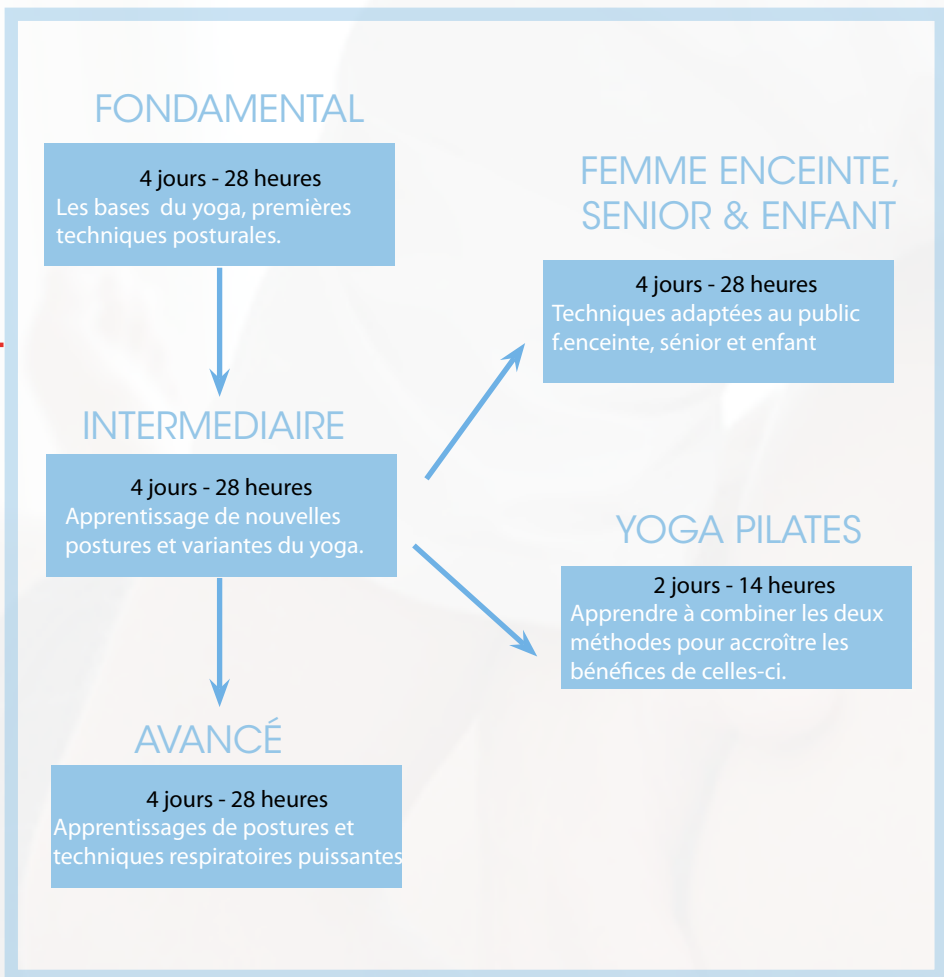 FONDAMENTAL
4 jours - 28 heures
Les bases du yoga, premières
techniques posturales.
INTERMEDIAIRE
4 jours - 28 heures
Apprentissage de nouvelles
postures et variantes du yoga.
AVANCÉ
4 jours - 28 heures
Apprentissages de postures et
techniques respiratoires puissantes
FEMME ENCEINTE,
SENIOR & ENFANT
4 jours - 28 heures
Techniques adaptées au public
f.enceinte, sénior et enfant
YOGA PILATES
2 jours - 14 heures
Apprendre à combiner les deux
méthodes pour accroître les
bénéfices de celles-ci.